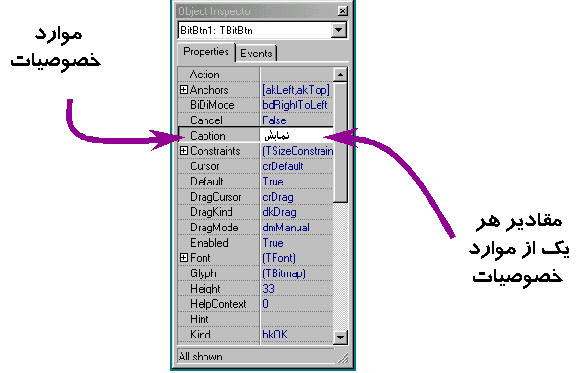 Object Inspector
BitBtn1: TBitBtn
Properties Events
Action
Anchors [akLeft,akTop]
BiDiMode bdRightToLeft
Cancel False
Caption نمایش
Constraints (TSizeConstrain
Cursor crDefault
Default True
DragCursor crDrag
DragKind dkDrag
DragMode dmManual
Enabled True
Font (TFont)
Glyph (TBitmap)
Height 33
HelpContext 0
Hint
Kind bkOK
All shown
موارد
خصوصیات
مقادیر هر
یک از موارد
خصوصیات